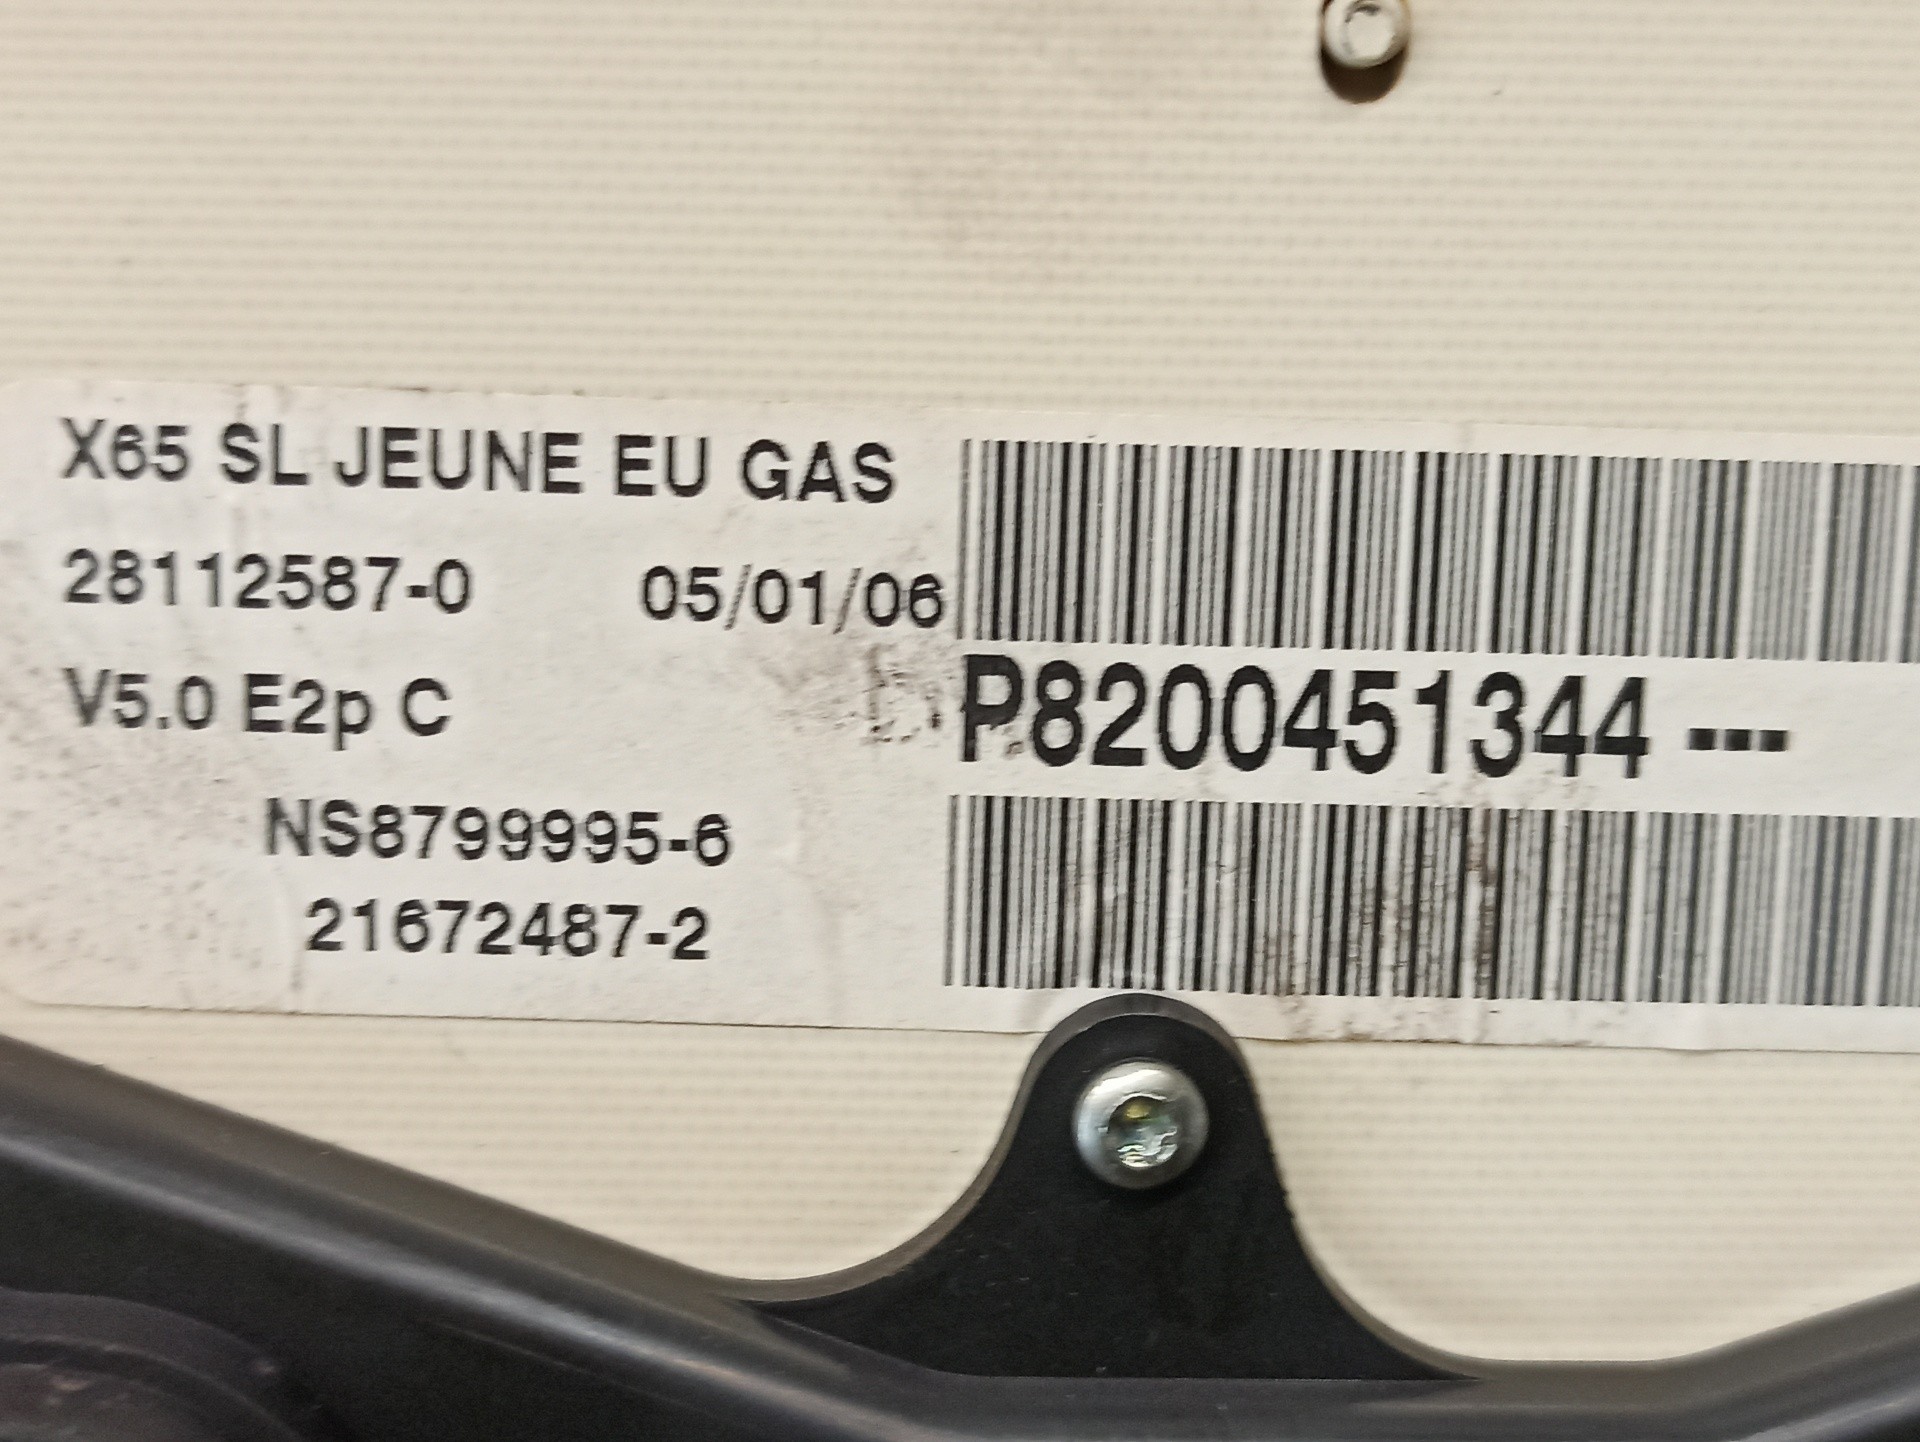 X65 SL JEUNE EU GAS
28112587-0 05/01/06
V5.0 E2p C
P8200451344 ---
NS8799995-6
21672487-2